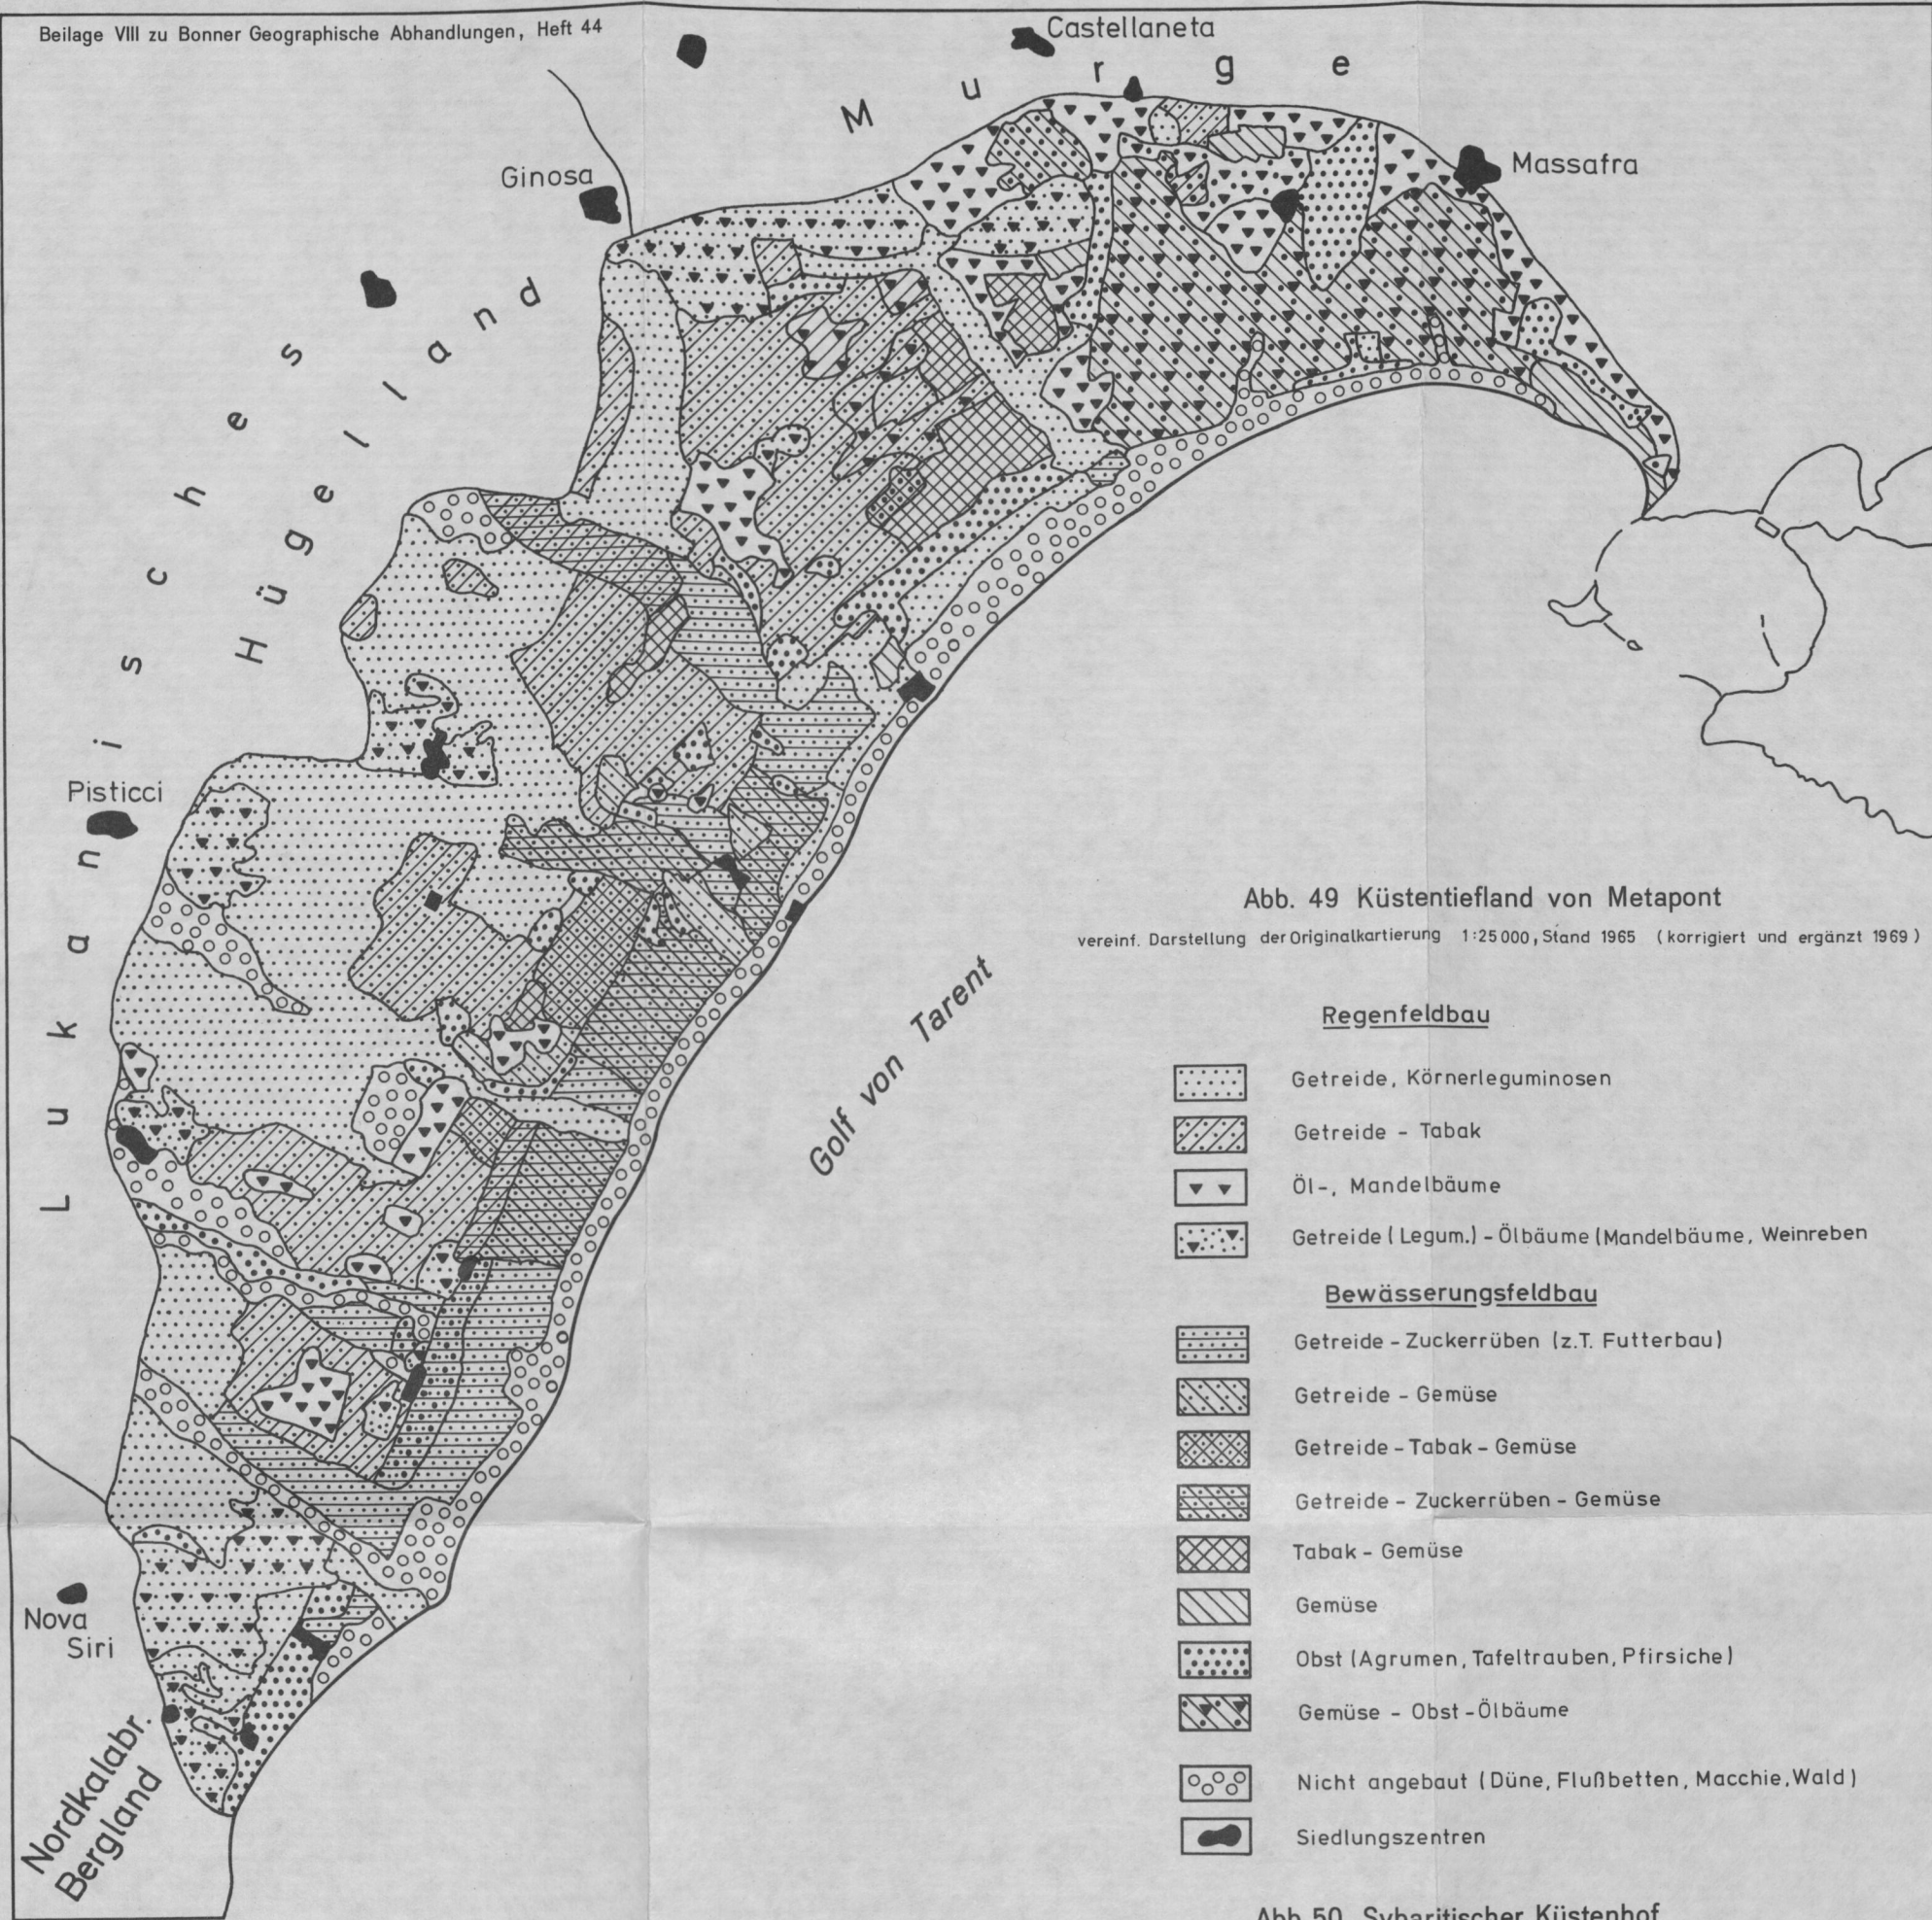 Beilage VIII zu Bonner Geographische Abhandlungen, Heft 44
Castellaneta
Murge
Ginosa
Massafra
Lukanisches
Hügelland
Pisticci
Golf von Tarent
Nova
Siri
Nordkalabr.
Bergland
Abb. 49 Küstentiefland von Metapont
vereinf. Darstellung der Originalkartierung 1:25000, Stand 1965 (korrigiert und ergänzt 1969)
Regenfeldbau
Getreide, Körnerleguminosen
Getreide - Tabak
Öl-, Mandelbäume
Getreide (Legum.) - Ölbäume (Mandelbäume, Weinreben
Bewässerungsfeldbau
Getreide - Zuckerrüben (z.T. Futterbau)
Getreide - Gemüse
Getreide - Tabak - Gemüse
Getreide - Zuckerrüben - Gemüse
Tabak - Gemüse
Gemüse
Obst (Agrumen, Tafeltrauben, Pfirsiche)
Gemüse - Obst - Ölbäume
Nicht angebaut (Düne, Flußbetten, Macchie, Wald)
Siedlungszentren
Abb. 50 Sybaritischer Küstenhof